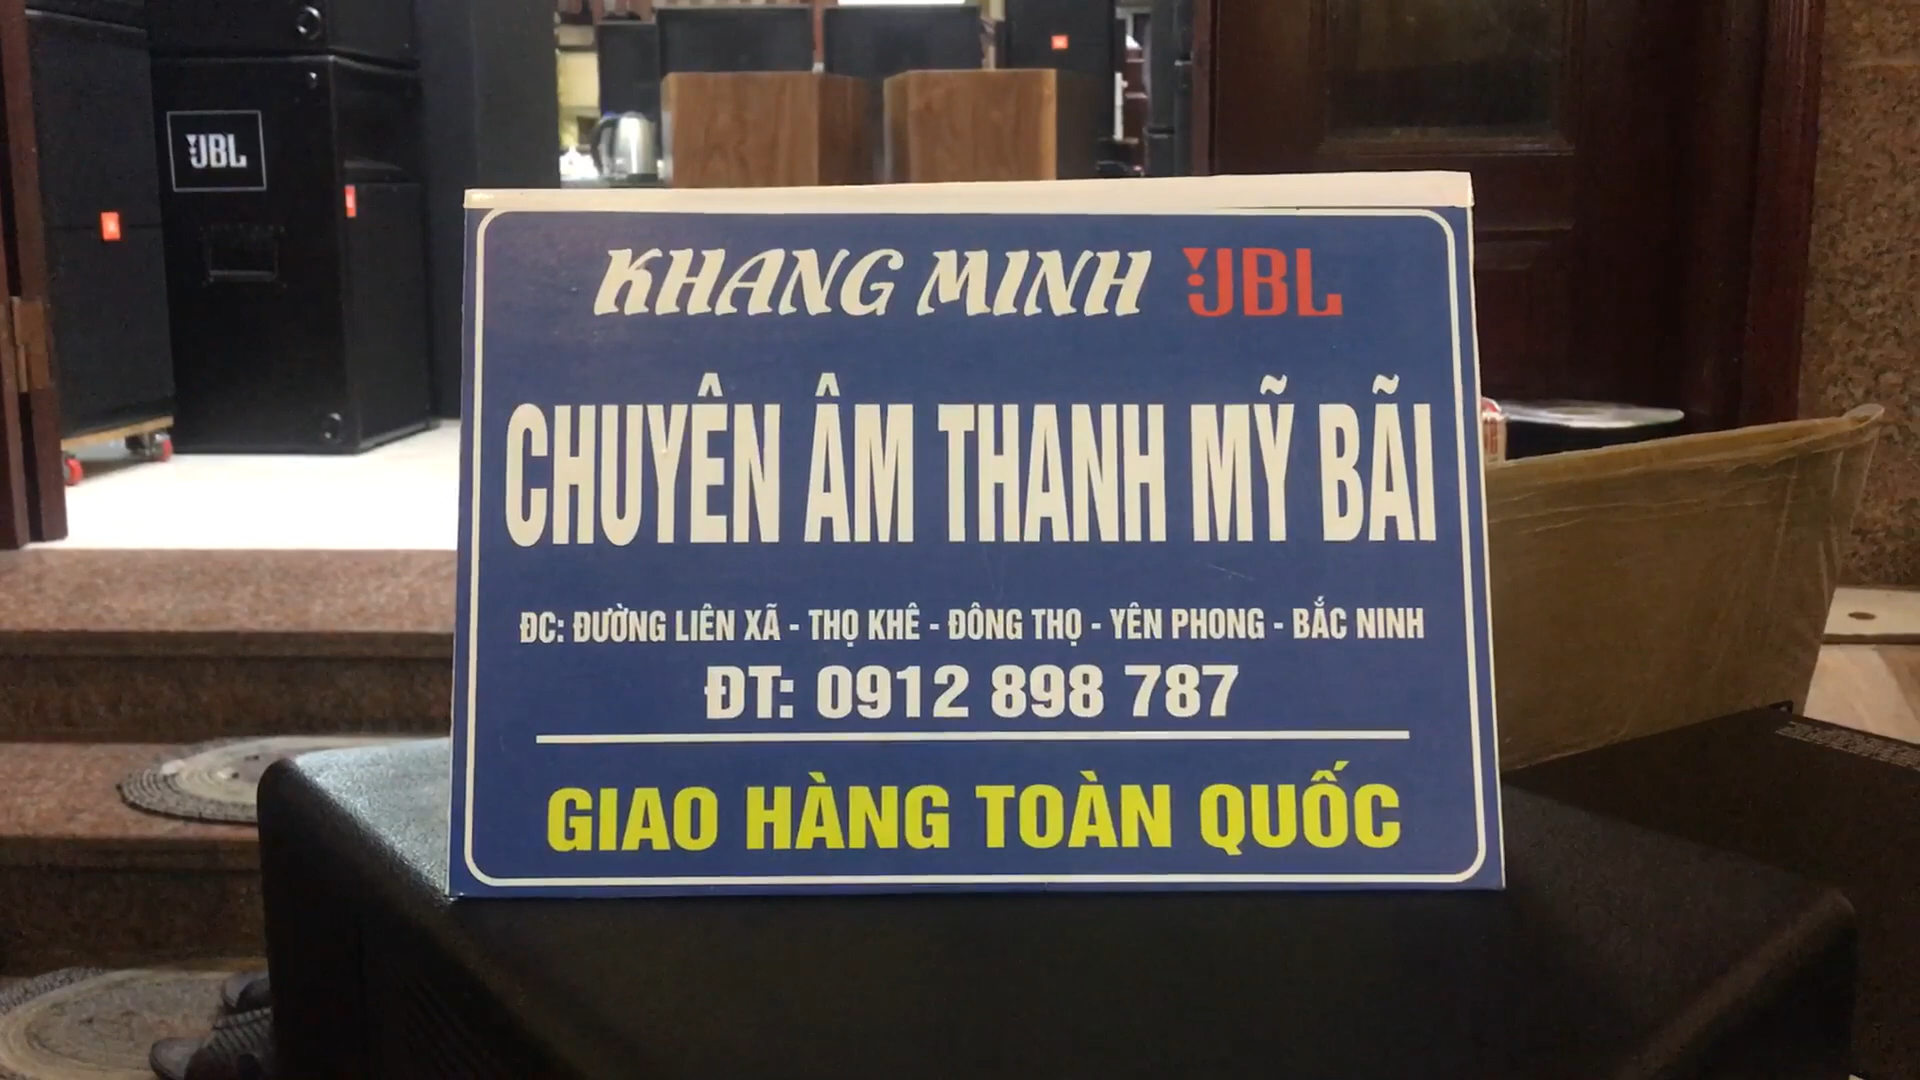 JBL
KHANG MINH JBL
CHUYÊN ÂM THANH MỸ BÃI
ĐC: ĐƯỜNG LIÊN XÃ - THỌ KHÊ - ĐÔNG THỌ - YÊN PHONG - BẮC NINH
ĐT: 0912 898 787
GIAO HÀNG TOÀN QUỐC